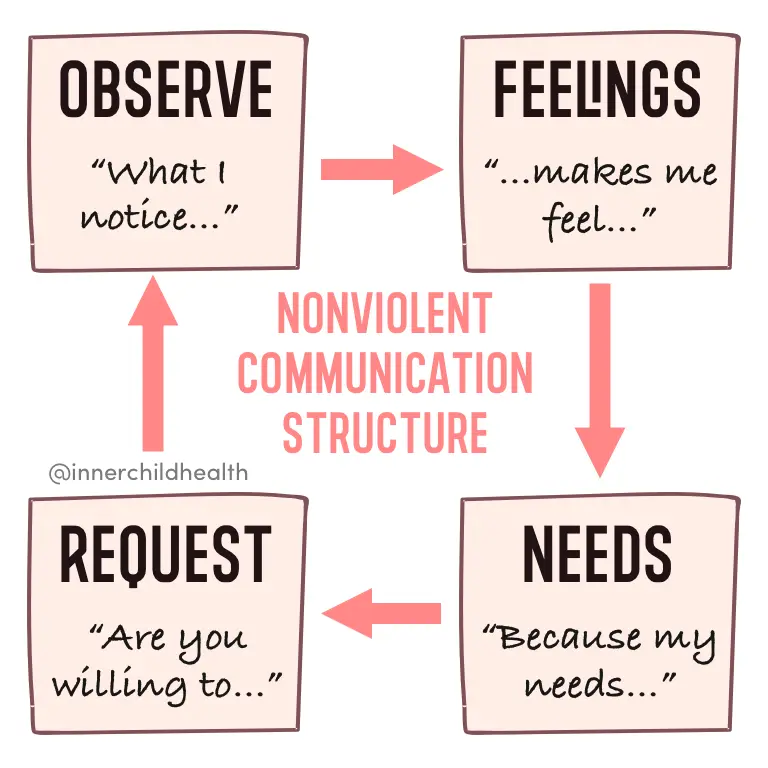 OBSERVE
“What I
notice...”
FEELINGS
“...makes me
feel...”
NONVIOLENT
COMMUNICATION
STRUCTURE
@innerchildhealth
REQUEST
“Are you
willing to...”
NEEDS
“Because my
needs...”